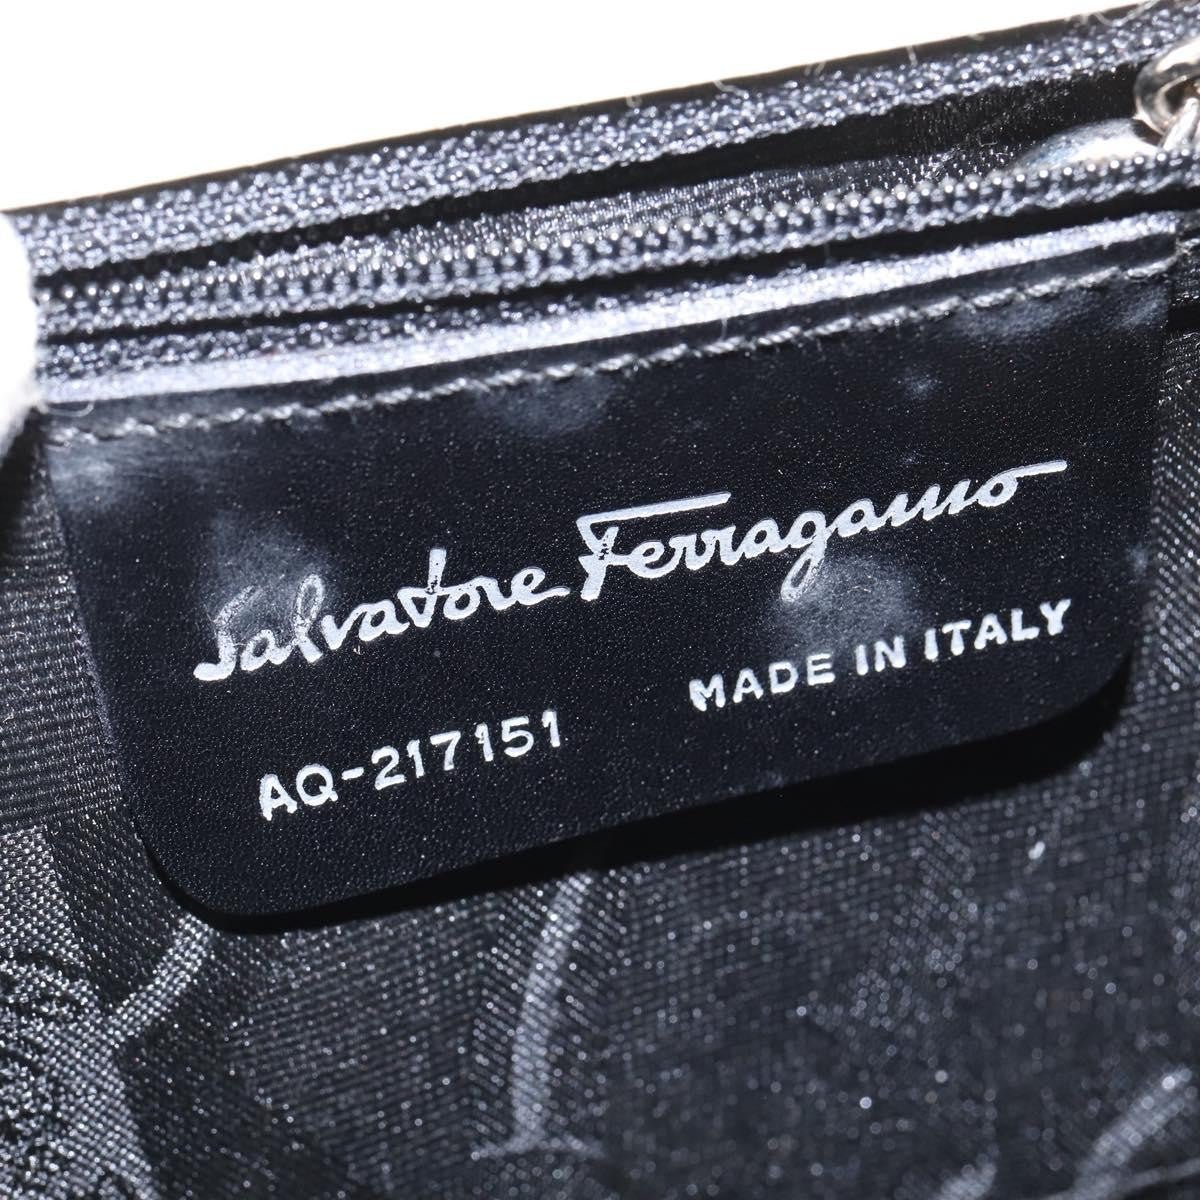 Salvatore Ferragamo
AQ-217151 MADE IN ITALY